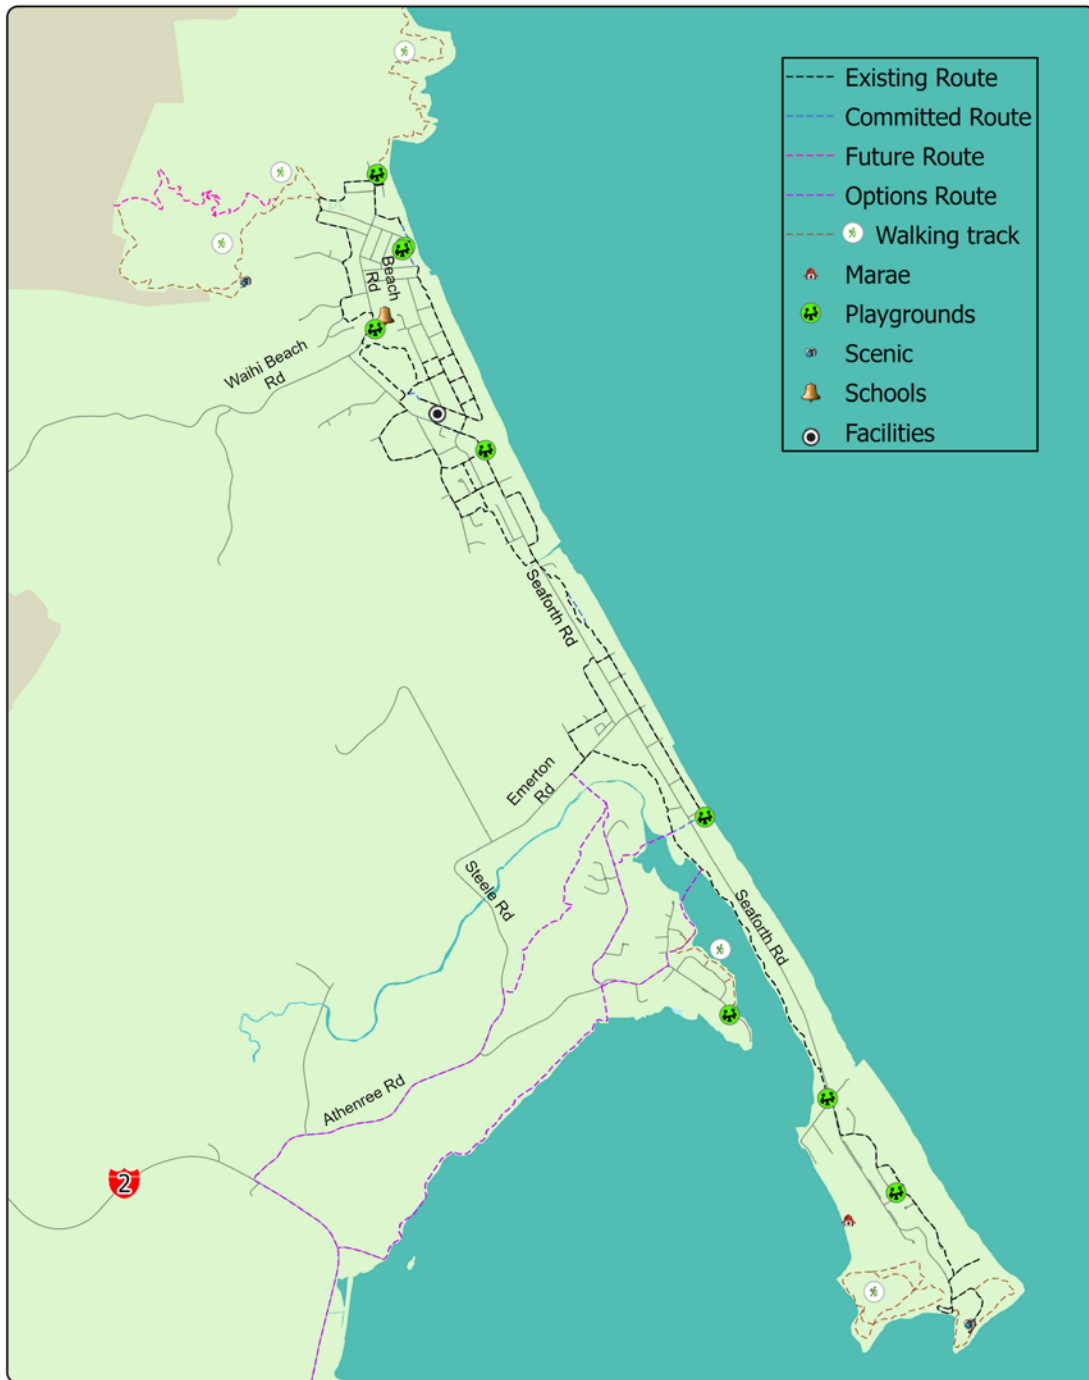 Existing Route
Committed Route
Future Route
Options Route
Walking track
Marae
Playgrounds
Scenic
Schools
Facilities
Beach
Rd
Waihi Beach
Rd
Seaforth Rd
Emerton
Rd
Steele Rd
Seaforth Rd
Athenree Rd
2